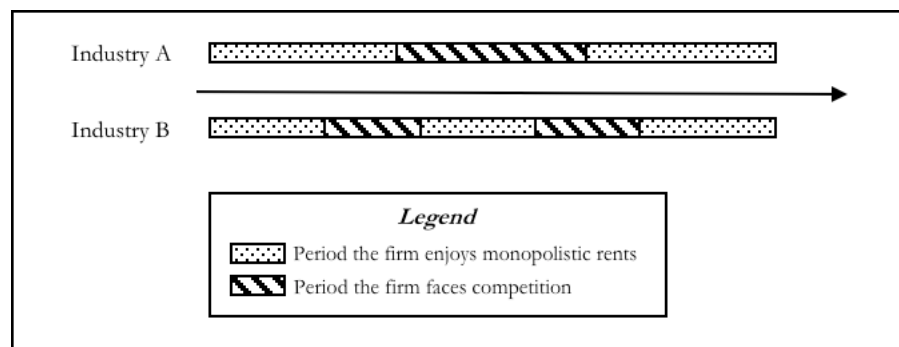 Industry A
Industry B
Legend
Period the firm enjoys monopolistic rents
Period the firm faces competition